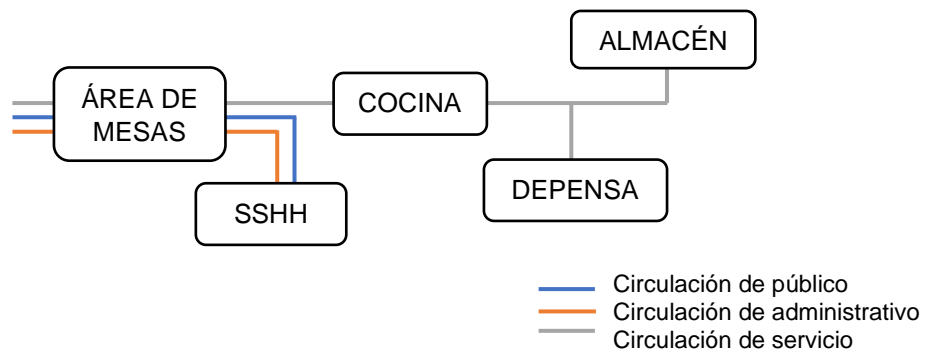 ALMACÉN
ÁREA DE
MESAS
COCINA
DEPENSA
SSHH
Circulación de público
Circulación de administrativo
Circulación de servicio